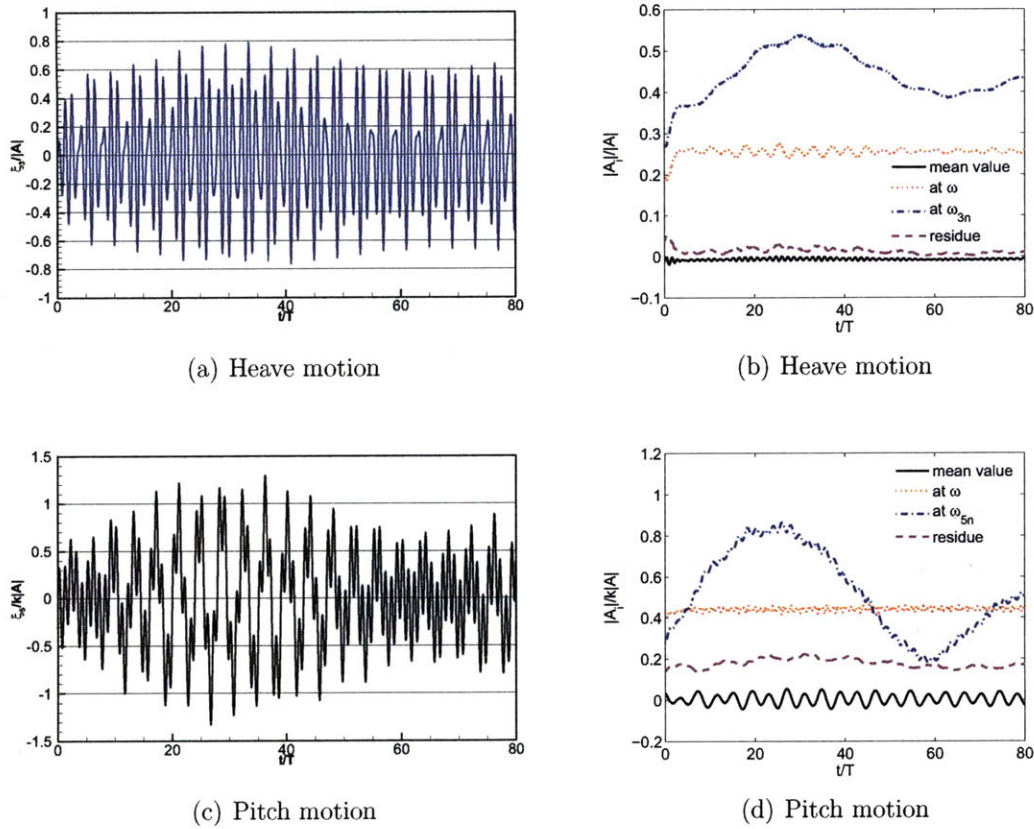 1
0.8
0.6
0.4
0.2
0
-0.2
-0.4
-0.6
-0.8
-1
0 20 40 60 80
t/T
(a) Heave motion
0.6
0.5
0.4
0.3
0.2
0.1
0
−0.1
|Aᵢ|/|A|
mean value
at ω
at ω₃ₙ
residue
0 20 40 60 80
t/T
(b) Heave motion
1.5
1
0.5
0
-0.5
-1
-1.5
0 20 40 60 80
t/T
(c) Pitch motion
1.2
1
0.8
0.6
0.4
0.2
0
−0.2
|Aᵢ|/k|A|
mean value
at ω
at ω₅ₙ
residue
0 20 40 60 80
t/T
(d) Pitch motion